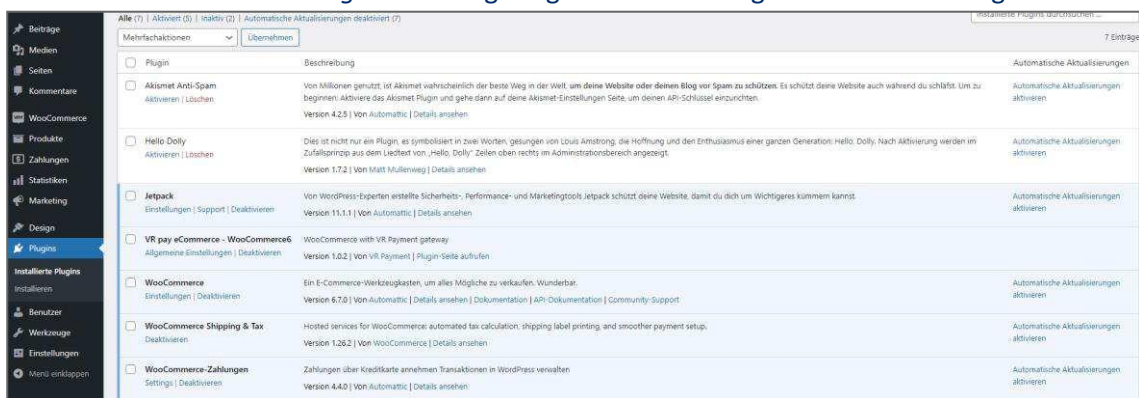 Beiträge
Medien
Seiten
Kommentare
WooCommerce
Produkte
Zahlungen
Statistiken
Marketing
Design
Plugins
Installierte Plugins
Installieren
Benutzer
Werkzeuge
Einstellungen
Menü einklappen
Alle (7) | Aktiviert (5) | Inaktiv (2) | Automatische Aktualisierungen deaktiviert (7)
Installierte Plugins durchsuchen ...
Mehrfachaktionen Übernehmen
7 Einträge
Plugin Beschreibung Automatische Aktualisierungen
Akismet Anti-Spam
Aktivieren | Löschen
Von Millionen genutzt, ist Akismet wahrscheinlich der beste Weg in der Welt, um deine Website oder deinen Blog vor Spam zu schützen. Es schützt deine Website auch während du schläfst. Um zu
beginnen: Aktiviere das Akismet Plugin und gehe dann auf deine Akismet-Einstellungen Seite, um deinen API-Schlüssel einzurichten.
Version 4.2.5 | Von Automattic | Details ansehen
Automatische Aktualisierungen
aktivieren
Hello Dolly
Aktivieren | Löschen
Dies ist nicht nur ein Plugin, es symbolisiert in zwei Worten, gesungen von Louis Amstrong, die Hoffnung und den Enthusiasmus einer ganzen Generation: Hello, Dolly. Nach Aktivierung werden im
Zufallsprinzip aus dem Liedtext von „Hello, Dolly“ Zeilen oben rechts im Adminstrationsbereich angezeigt.
Version 1.7.2 | Von Matt Mullenweg | Details ansehen
Automatische Aktualisierungen
aktivieren
Jetpack
Einstellungen | Support | Deaktivieren
Von WordPress-Experten erstellte Sicherheits-, Performance- und Marketingtools Jetpack schützt deine Website, damit du dich um Wichtigeres kümmern kannst.
Version 11.1.1 | Von Automattic | Details ansehen
Automatische Aktualisierungen
aktivieren
VR pay eCommerce - WooCommerce6
Allgemeine Einstellungen | Deaktivieren
WooCommerce with VR Payment gateway
Version 1.0.2 | Von VR Payment | Plugin-Seite aufrufen
WooCommerce
Einstellungen | Deaktivieren
Ein E-Commerce-Werkzeugkasten, um alles Mögliche zu verkaufen. Wunderbar.
Version 6.7.0 | Von Automattic | Details ansehen | Dokumentation | API-Dokumentation | Community-Support
Automatische Aktualisierungen
aktivieren
WooCommerce Shipping & Tax
Deaktivieren
Hosted services for WooCommerce: automated tax calculation, shipping label printing, and smoother payment setup.
Version 1.26.2 | Von WooCommerce | Details ansehen
Automatische Aktualisierungen
aktivieren
WooCommerce-Zahlungen
Settings | Deaktivieren
Zahlungen über Kreditkarte annehmen Transaktionen in WordPress verwalten
Version 4.4.0 | Von Automattic | Details ansehen
Automatische Aktualisierungen
aktivieren